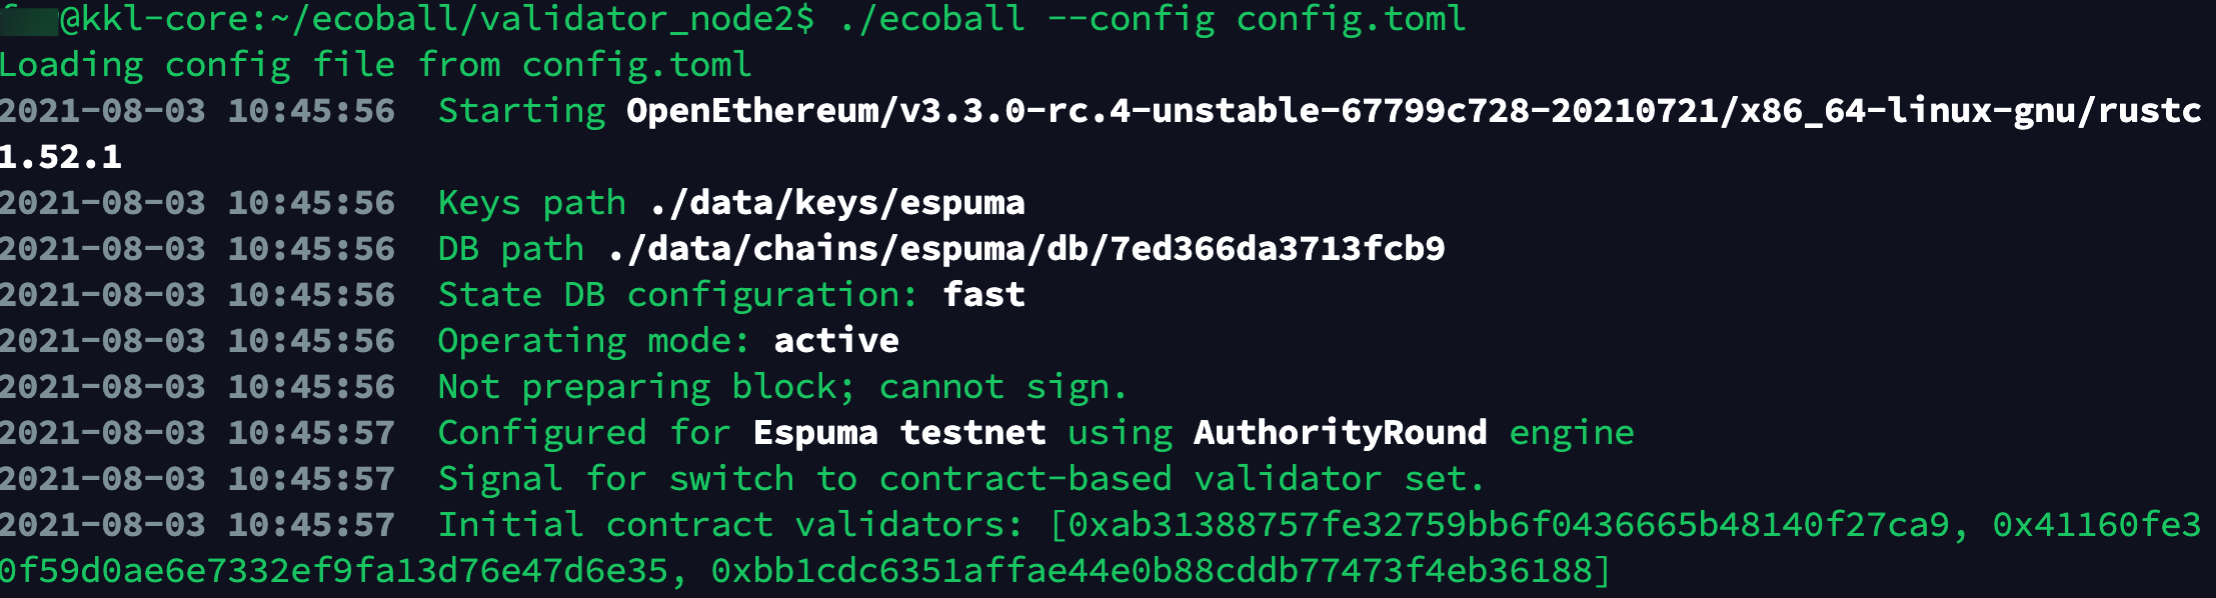 @kkl-core:~/ecoball/validator_node2$ ./ecoball --config config.toml
Loading config file from config.toml
2021-08-03 10:45:56  Starting OpenEthereum/v3.3.0-rc.4-unstable-67799c728-20210721/x86_64-linux-gnu/rustc
1.52.1
2021-08-03 10:45:56  Keys path ./data/keys/espuma
2021-08-03 10:45:56  DB path ./data/chains/espuma/db/7ed366da3713fcb9
2021-08-03 10:45:56  State DB configuration: fast
2021-08-03 10:45:56  Operating mode: active
2021-08-03 10:45:56  Not preparing block; cannot sign.
2021-08-03 10:45:57  Configured for Espuma testnet using AuthorityRound engine
2021-08-03 10:45:57  Signal for switch to contract-based validator set.
2021-08-03 10:45:57  Initial contract validators: [0xab31388757fe32759bb6f0436665b48140f27ca9, 0x41160fe3
0f59d0ae6e7332ef9fa13d76e47d6e35, 0xbb1cdc6351affae44e0b88cddb77473f4eb36188]